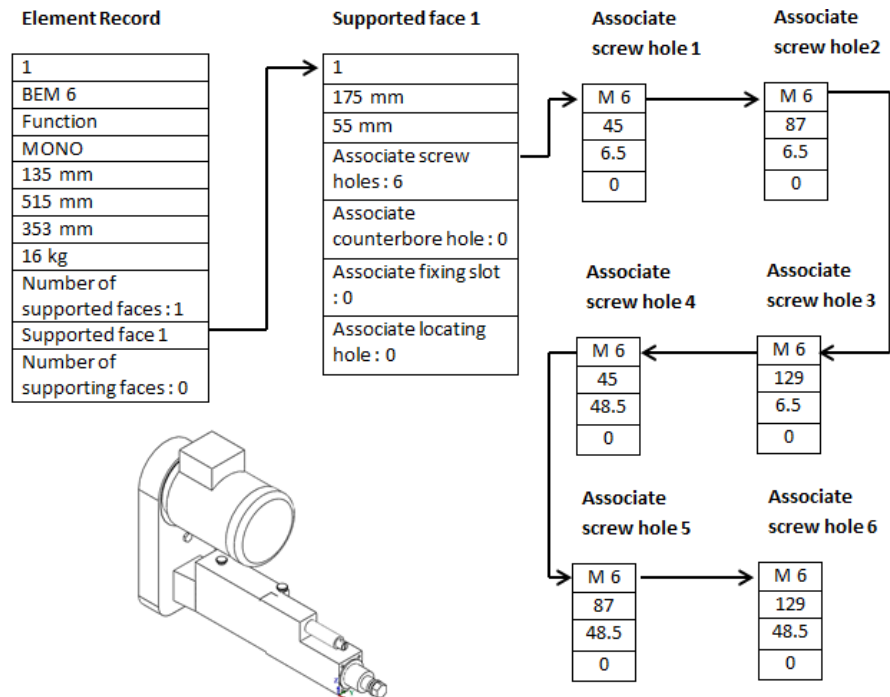 Element Record
1
BEM 6
Function
MONO
135 mm
515 mm
353 mm
16 kg
Number of
supported faces : 1
Supported face 1
Number of
supporting faces : 0
Supported face 1
1
175 mm
55 mm
Associate screw
holes : 6
Associate
counterbore hole : 0
Associate fixing slot
: 0
Associate locating
hole : 0
Associate
screw hole 1
M 6
45
6.5
0
Associate
screw hole2
M 6
87
6.5
0
Associate
screw hole 3
M 6
129
6.5
0
Associate
screw hole 4
M 6
45
48.5
0
Associate
screw hole 5
M 6
87
48.5
0
Associate
screw hole 6
M 6
129
48.5
0